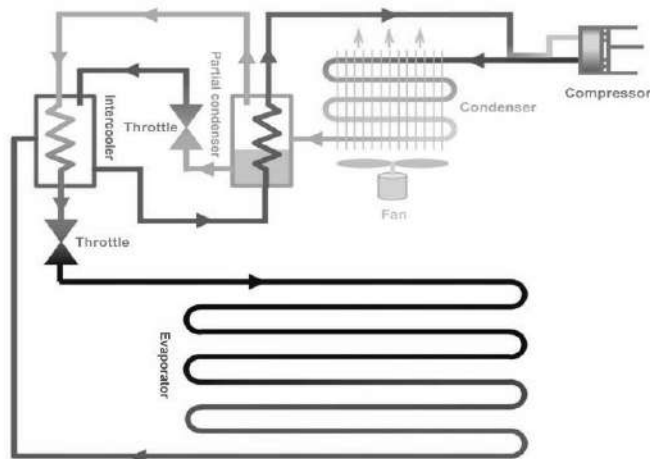 Compressor
Condenser
Partial condenser
Intercooler
Throttle
Fan
Throttle
Evaporator